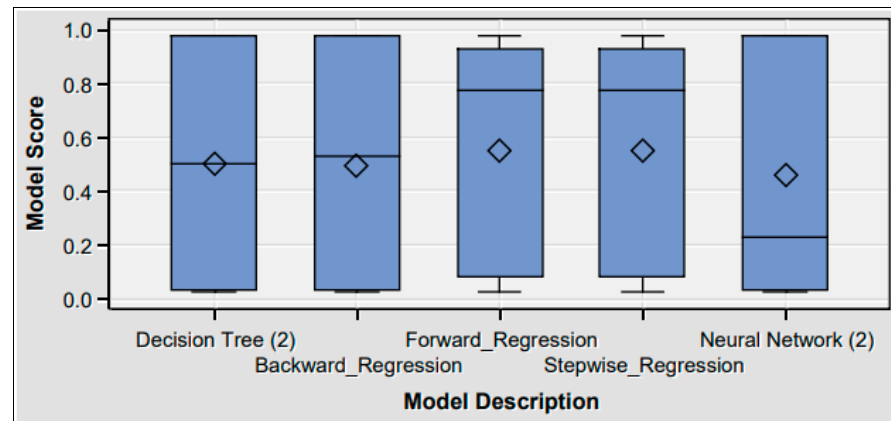 Model Score
1.0
0.8
0.6
0.4
0.2
0.0
Decision Tree (2)
Backward_Regression
Forward_Regression
Stepwise_Regression
Neural Network (2)
Model Description